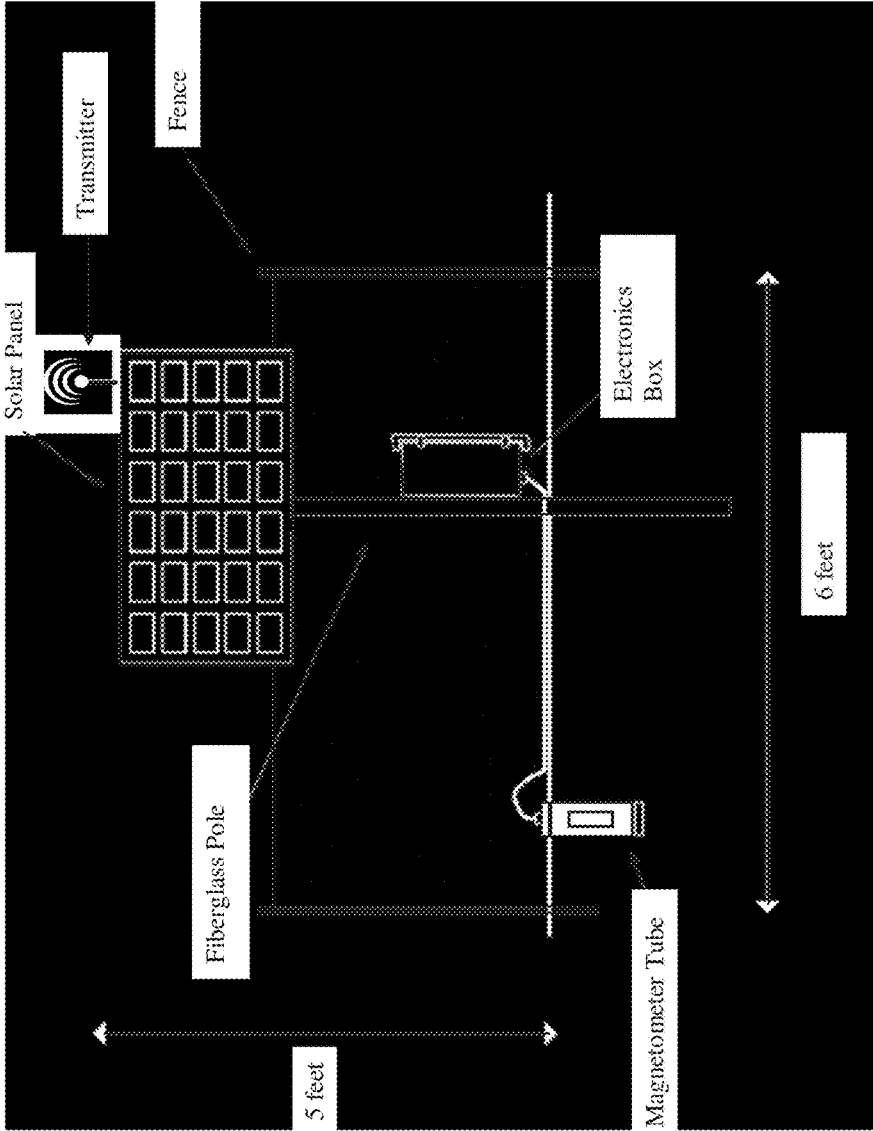 Solar Panel
Transmitter
Fence
Fiberglass Pole
Electronics
Box
5 feet
Magnetometer Tube
6 feet